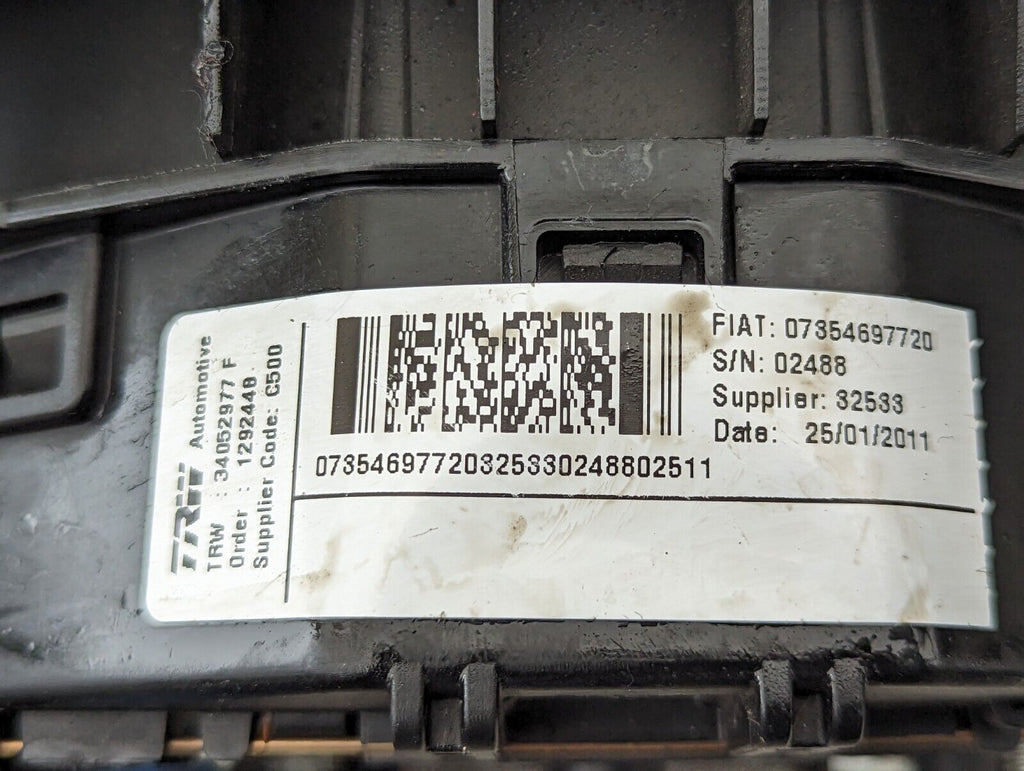 TRW Automotive
TRW : 34052977 F
Order : 1292448
Supplier Code: C500
FIAT: 07354697720
S/N: 02488
Supplier: 32533
Date: 25/01/2011
07354697720325330248802511